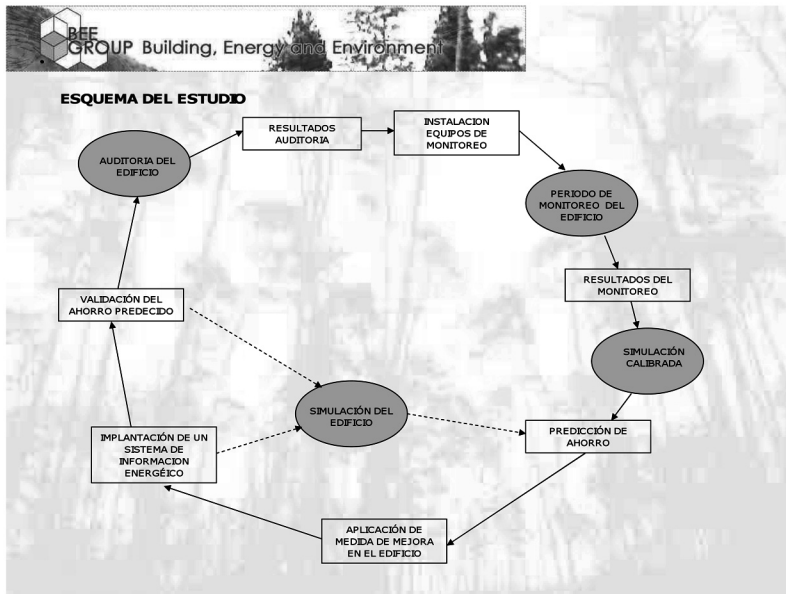 BEE
GROUP Building, Energy and Environment
ESQUEMA DEL ESTUDIO
RESULTADOS
AUDITORIA
INSTALACION
EQUIPOS DE
MONITOREO
AUDITORIA DEL
EDIFICIO
PERIODO DE
MONITOREO DEL
EDIFICIO
RESULTADOS DEL
MONITOREO
VALIDACIÓN DEL
AHORRO PREDECIDO
SIMULACIÓN
CALIBRADA
SIMULACIÓN DEL
EDIFICIO
PREDICCIÓN DE
AHORRO
IMPLANTACIÓN DE UN
SISTEMA DE
INFORMACION
ENERGÉICO
APLICACIÓN DE
MEDIDA DE MEJORA
EN EL EDIFICIO